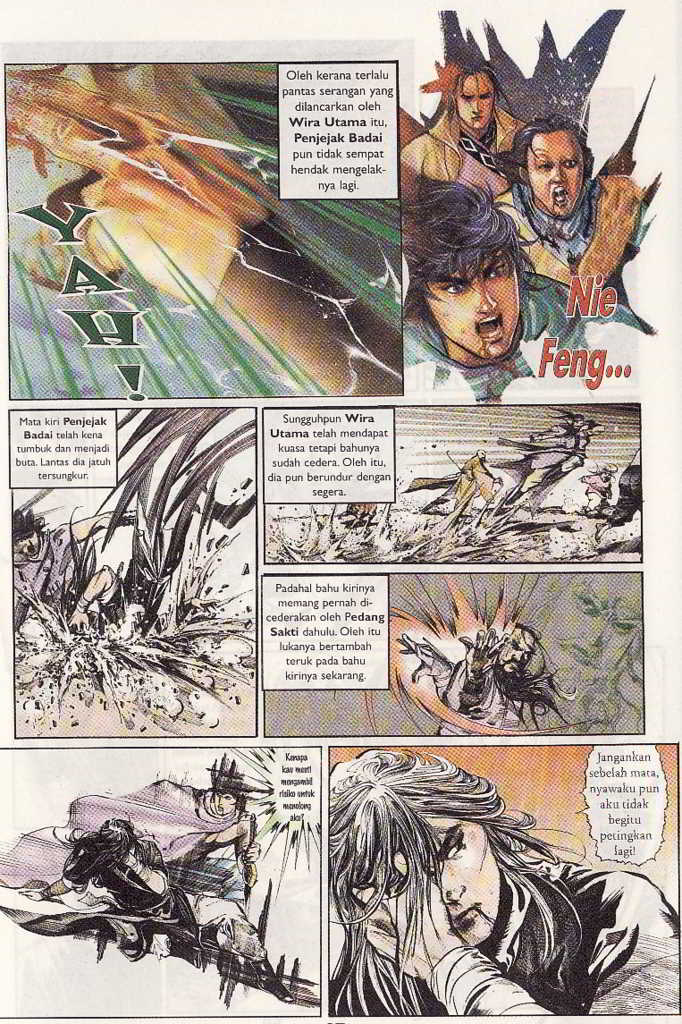 Oleh kerana terlalu
pantas serangan yang
dilancarkan oleh
Wira Utama itu,
Penjejak Badai
pun tidak sempat
hendak mengelak-
nya lagi.
YAH!
Nie
Feng...
Mata kiri Penjejak
Badai telah kena
tumbuk dan menjadi
buta. Lantas dia jatuh
tersungkur.
Sungguhpun Wira
Utama telah mendapat
kuasa tetapi bahunya
sudah cedera. Oleh itu,
dia pun berundur dengan
segera.
Padahal bahu kirinya
memang pernah di-
cederakan oleh Pedang
Sakti dahulu. Oleh itu
lukanya bertambah
teruk pada bahu
kirinya sekarang.
Kenapa
kau mesti
mengambil
risiko untuk
menolong
aku?
Jangankan
sebelah mata,
nyawaku pun
aku tidak
begitu
pentingkan
lagi!